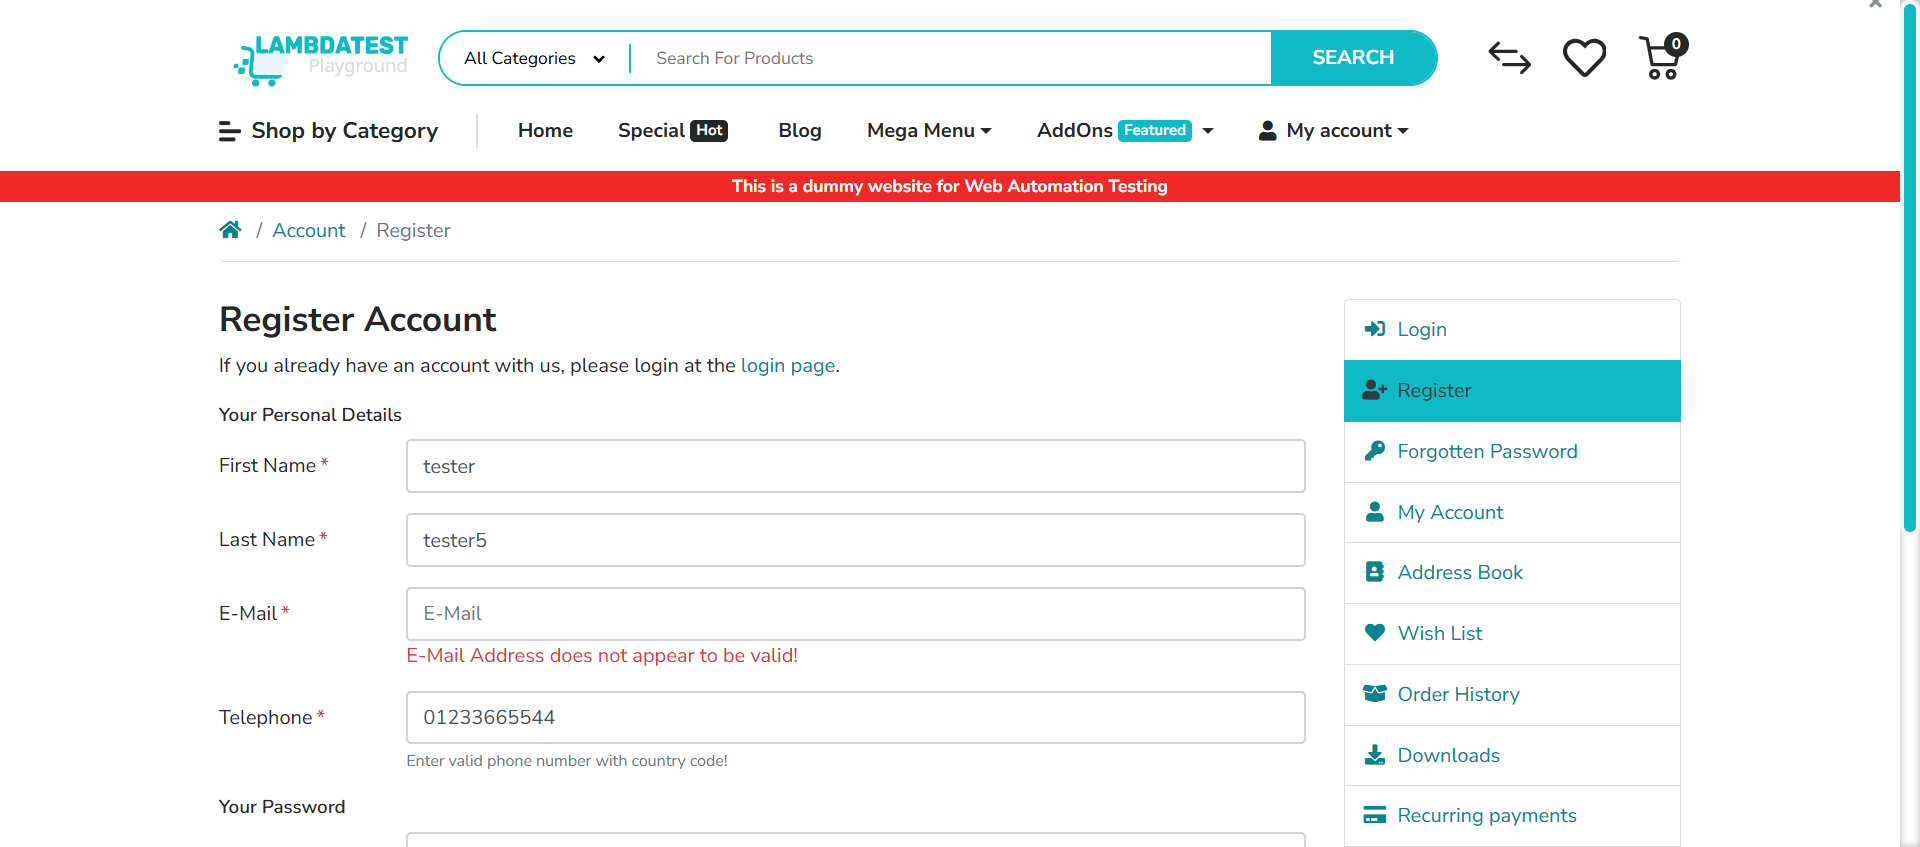 LAMBDATEST
Playground
All Categories
Search For Products
SEARCH
0
Shop by Category
Home
Special Hot
Blog
Mega Menu
AddOns Featured
My account
This is a dummy website for Web Automation Testing
/ Account / Register
Register Account
If you already have an account with us, please login at the login page.
Your Personal Details
First Name *
tester
Last Name *
tester5
E-Mail *
E-Mail
E-Mail Address does not appear to be valid!
Telephone *
01233665544
Enter valid phone number with country code!
Your Password
Login
Register
Forgotten Password
My Account
Address Book
Wish List
Order History
Downloads
Recurring payments